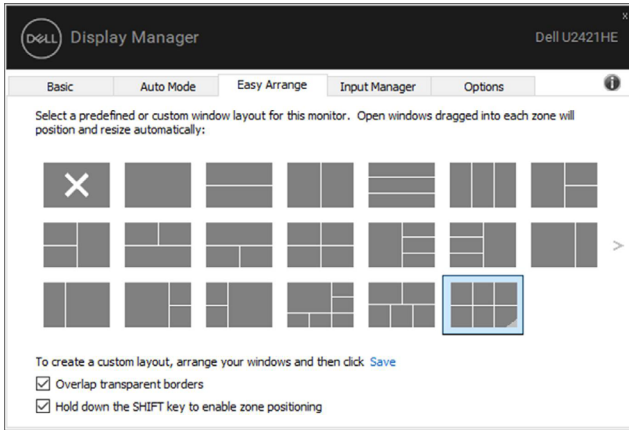 x
DELL Display Manager Dell U2421HE
Basic Auto Mode Easy Arrange Input Manager Options i
Select a predefined or custom window layout for this monitor. Open windows dragged into each zone will
position and resize automatically:
>
To create a custom layout, arrange your windows and then click Save
Overlap transparent borders
Hold down the SHIFT key to enable zone positioning